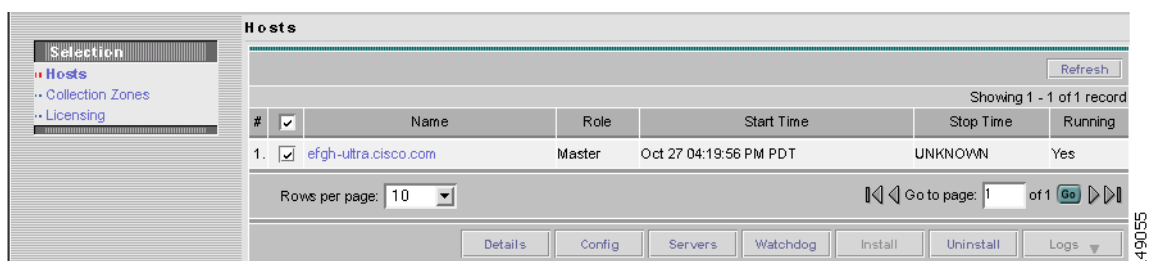 Hosts
Selection
Hosts
Collection Zones
Licensing
Refresh
Showing 1 - 1 of 1 record
# Name Role Start Time Stop Time Running
1. efgh-ultra.cisco.com Master Oct 27 04:19:56 PM PDT UNKNOWN Yes
Rows per page: 10 Go to page: 1 of 1 Go
Details Config Servers Watchdog Install Uninstall Logs
149055